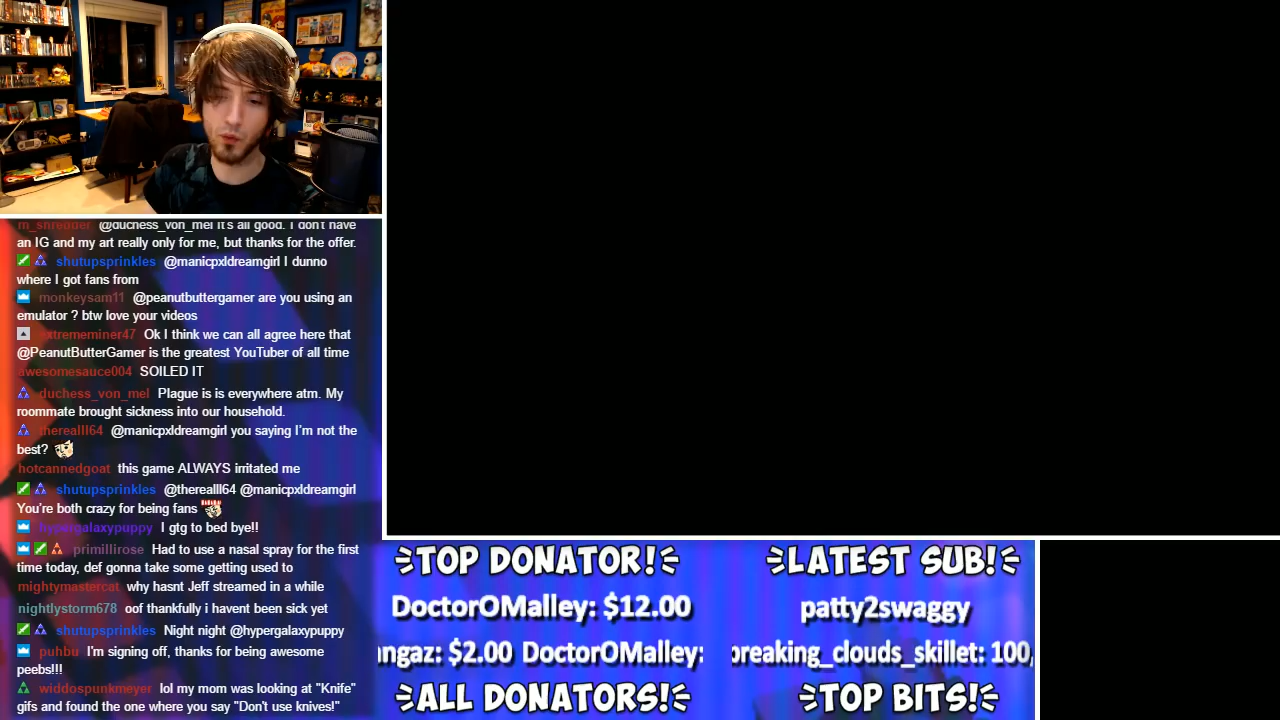 m_shredder @duchess_von_mel It's all good. I don't have
an IG and my art really only for me, but thanks for the offer.
shutupsprinkles @manicpxldreamgirl I dunno
where I got fans from
monkeysam11 @peanutbuttergamer are you using an
emulator ? btw love your videos
extrememiner47 Ok I think we can all agree here that
@PeanutButterGamer is the greatest YouTuber of all time
awesomesauce004 SOILED IT
duchess_von_mel Plague is is everywhere atm. My
roommate brought sickness into our household.
therealll64 @manicpxldreamgirl you saying I'm not the
best?
hotcannedgoat this game ALWAYS irritated me
shutupsprinkles @therealll64 @manicpxldreamgirl
You're both crazy for being fans
hypergalaxypuppy I gtg to bed bye!!
primillirose Had to use a nasal spray for the first
time today, def gonna take some getting used to
mightymastercat why hasnt Jeff streamed in a while
nightlystorm678 oof thankfully i havent been sick yet
shutupsprinkles Night night @hypergalaxypuppy
puhbu I'm signing off, thanks for being awesome
peebs!!!
widdospunkmeyer lol my mom was looking at "Knife"
gifs and found the one where you say "Don't use knives!"
TOP DONATOR!
DoctorOMalley: $12.00
ngaz: $2.00 DoctorOMalley:
ALL DONATORS!
LATEST SUB!
patty2swaggy
breaking_clouds_skillet: 100,
TOP BITS!